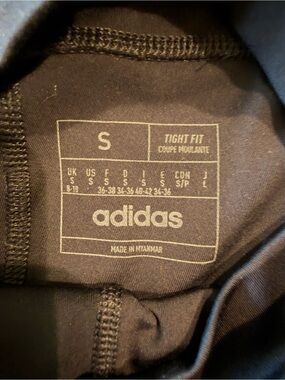 S
TIGHT FIT
COUPE MOULANTE
UK US F D I E CDN J
S S S S S S S/P L
8-10 36-38 34-36 40-42 34-36
adidas
MADE IN MYANMAR